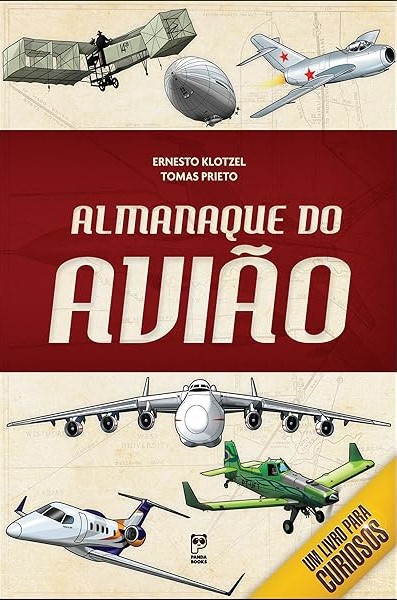 ERNESTO KLOTZEL
TOMAS PRIETO
ALMANAQUE DO
AVIÃO
UM LIVRO PARA
CURIOSOS
PANDA
BOOKS